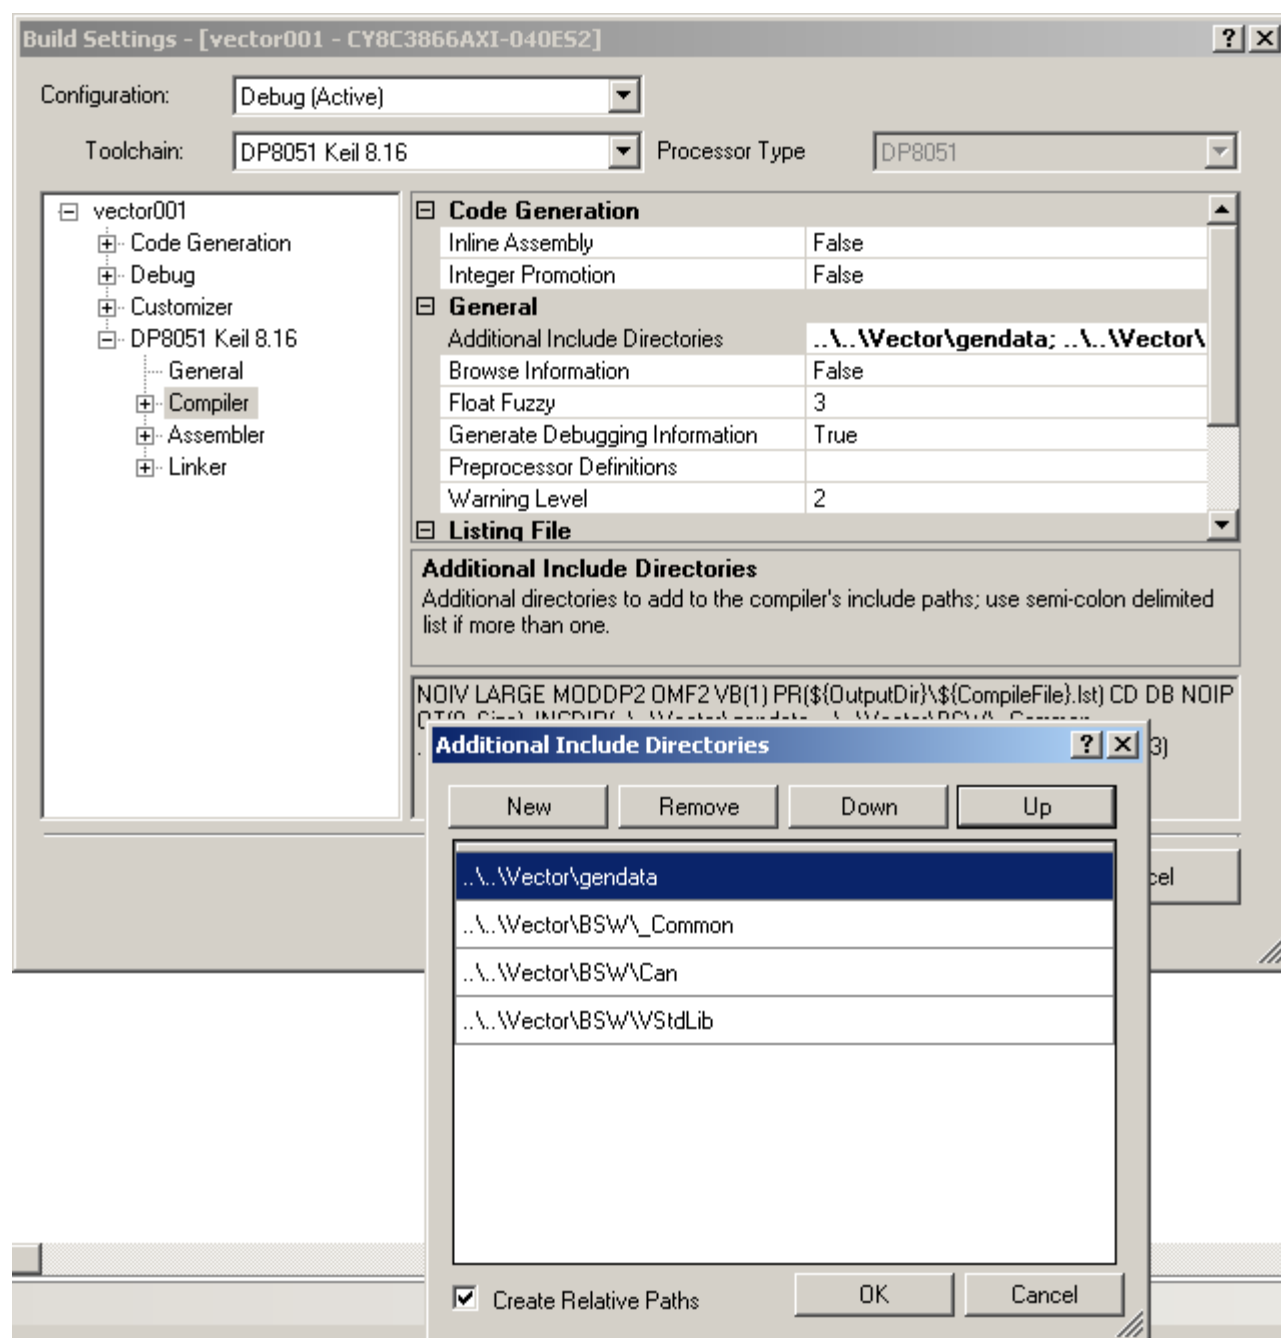 Build Settings - [vector001 - CY8C3866AXI-040ES2]
Configuration: Debug (Active)
Toolchain: DP8051 Keil 8.16 Processor Type DP8051
vector001
Code Generation
Debug
Customizer
DP8051 Keil 8.16
General
Compiler
Assembler
Linker
Code Generation
Inline Assembly False
Integer Promotion False
General
Additional Include Directories ..\..\Vector\gendata; ..\..\Vector\
Browse Information False
Float Fuzzy 3
Generate Debugging Information True
Preprocessor Definitions
Warning Level 2
Listing File
Additional Include Directories
Additional directories to add to the compiler's include paths; use semi-colon delimited
list if more than one.
NOIV LARGE MODDP2 OMF2 VB(1) PR(${OutputDir}\${CompileFile}.lst) CD DB NOIP
3)
Additional Include Directories
New Remove Down Up
..\..\Vector\gendata
..\..\Vector\BSW\_Common
..\..\Vector\BSW\Can
..\..\Vector\BSW\VStdLib
cel
Create Relative Paths OK Cancel